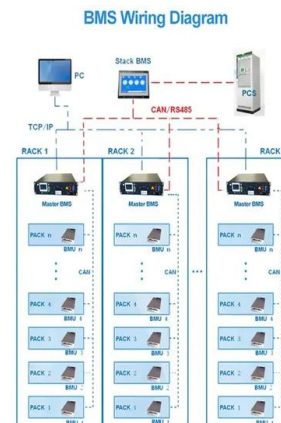 BMS Wiring Diagram
Stack BMS
PC
PCS
CAN/RS485
TCP/IP
RACK 1
RACK 2
RACK
Master BMS
Master BMS
Master BMS
PACK n
BMU n
PACK n
BMU n
PACK n
BMU n
CAN
CAN
CAN
PACK 4
BMU 4
PACK 4
BMU 4
PACK 4
BMU 4
PACK 3
BMU 3
PACK 3
BMU 3
PACK 3
BMU 3
PACK 2
BMU 2
PACK 2
BMU 2
PACK 2
BMU 2
PACK 1
PACK 1
PACK 1